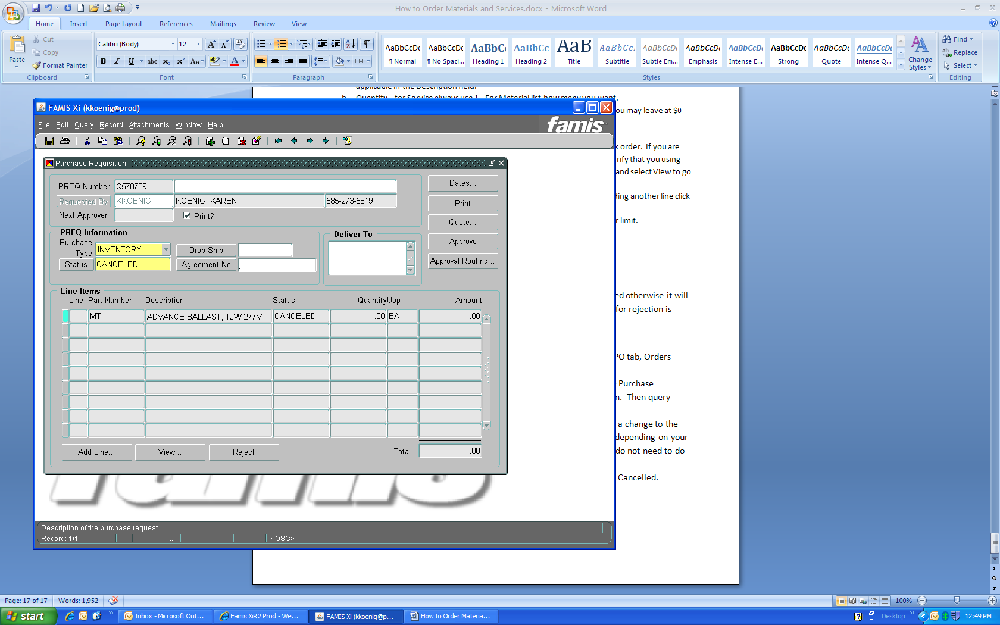 How to Order Materials and Services.docx - Microsoft Word
Home Insert Page Layout References Mailings Review View
Paste
Cut
Copy
Format Painter
Clipboard
Calibri (Body) 12
Font
Paragraph
AaBbCcDc AaBbCcDc AaBbCc AaBbCc AaB AaBbCc. AaBbCcDc AaBbCcDc AaBbCcDc AaBbCcDc AaBbCcDc AaBbCcDc
¶ Normal ¶ No Spaci... Heading 1 Heading 2 Title Subtitle Subtle Em... Emphasis Intense E... Strong Quote Intense Q...
Styles
Change Styles
Find
Replace
Select
Editing
applicable in the Description field.
b. Quantity – for Service always use 1. For Material list how many you want.
ou may leave at $0
k order. If you are
rify that you using
and select View to go
ding another line click
r limit.
ed otherwise it will
for rejection is
PO tab, Orders
Purchase
n. Then query
a change to the
depending on your
do not need to do
Cancelled.
FAMIS Xi (kkoenig@prod)
File Edit Query Record Attachments Window Help
famis
Purchase Requisition
PREQ Number Q570789
Requested By KKOENIG KOENIG, KAREN 585-273-5819
Next Approver Print?
Dates...
Print
Quote...
Approve
Approval Routing...
PREQ Information
Purchase Type INVENTORY Drop Ship
Status CANCELED Agreement No
Deliver To
Line Items
Line Part Number Description Status Quantity Uop Amount
1 MT ADVANCE BALLAST, 12W 277V CANCELED .00 EA .00
Add Line... View... Reject Total .00
famis
Description of the purchase request.
Record: 1/1 ... <OSC>
Page: 17 of 17 Words: 1,952 100%
start Inbox - Microsoft Out... Famis XiR2 Prod - We... FAMIS Xi (kkoenig@p... How to Order Materia... Desktop 12:49 PM